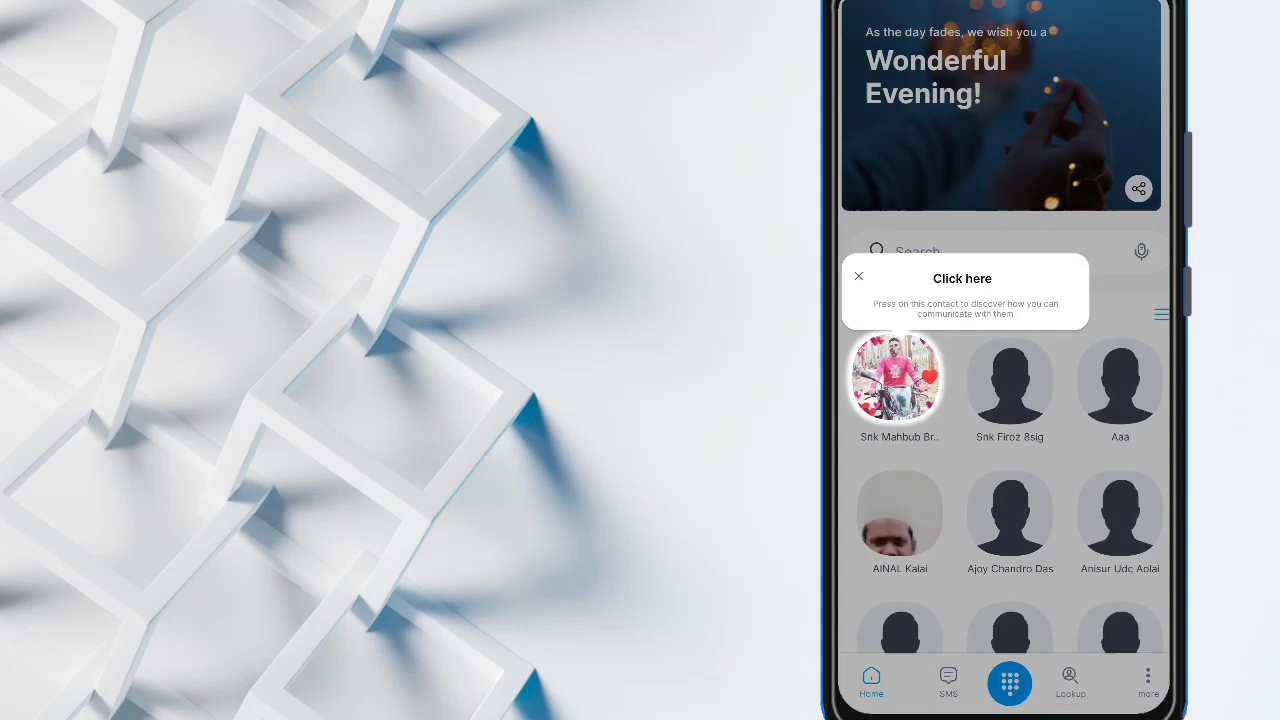 As the day fades, we wish you a
Wonderful
Evening!
Search
Click here
Press on this contact to discover how you can
communicate with them
Snk Mahbub Br..
Snk Firoz 8sig
Aaa
AINAL Kalai
Ajoy Chandro Das
Anisur Udc Aolai
Home
SMS
Lookup
more